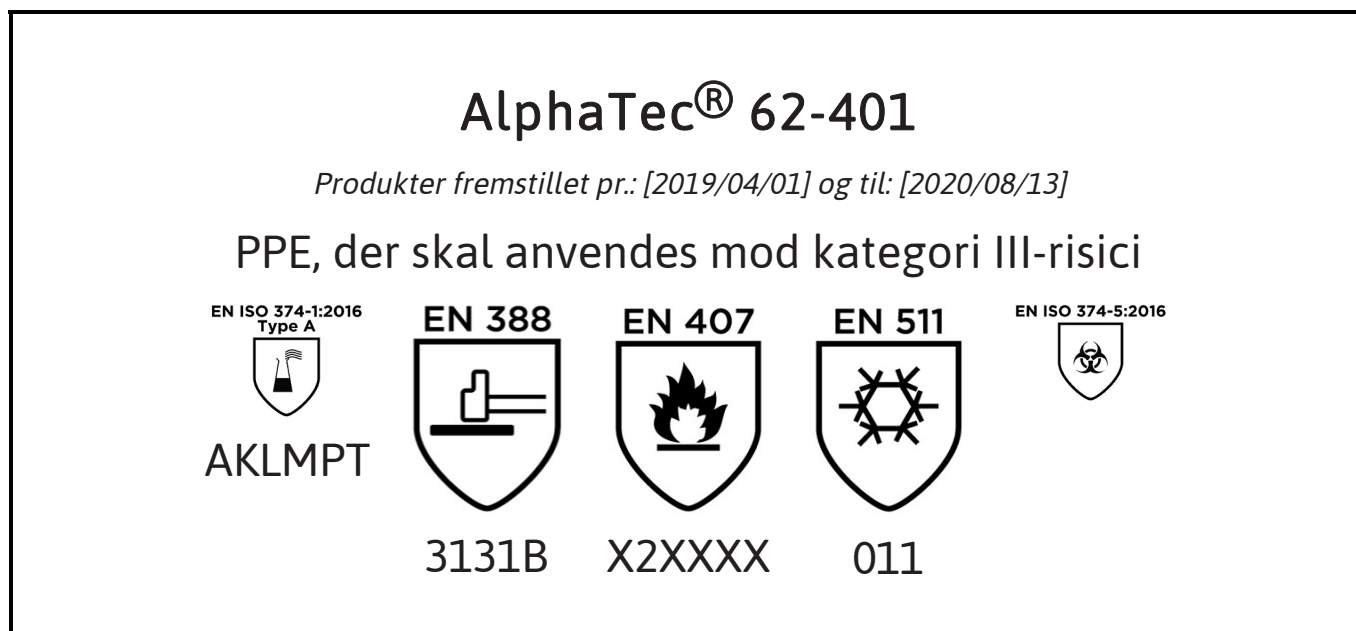 AlphaTec® 62-401
Produkter fremstillet pr.: [2019/04/01] og til: [2020/08/13]
PPE, der skal anvendes mod kategori III-risici
EN ISO 374-1:2016
Type A
EN 388
EN 407
EN 511
EN ISO 374-5:2016
AKLMPT
3131B
X2XXXX
011